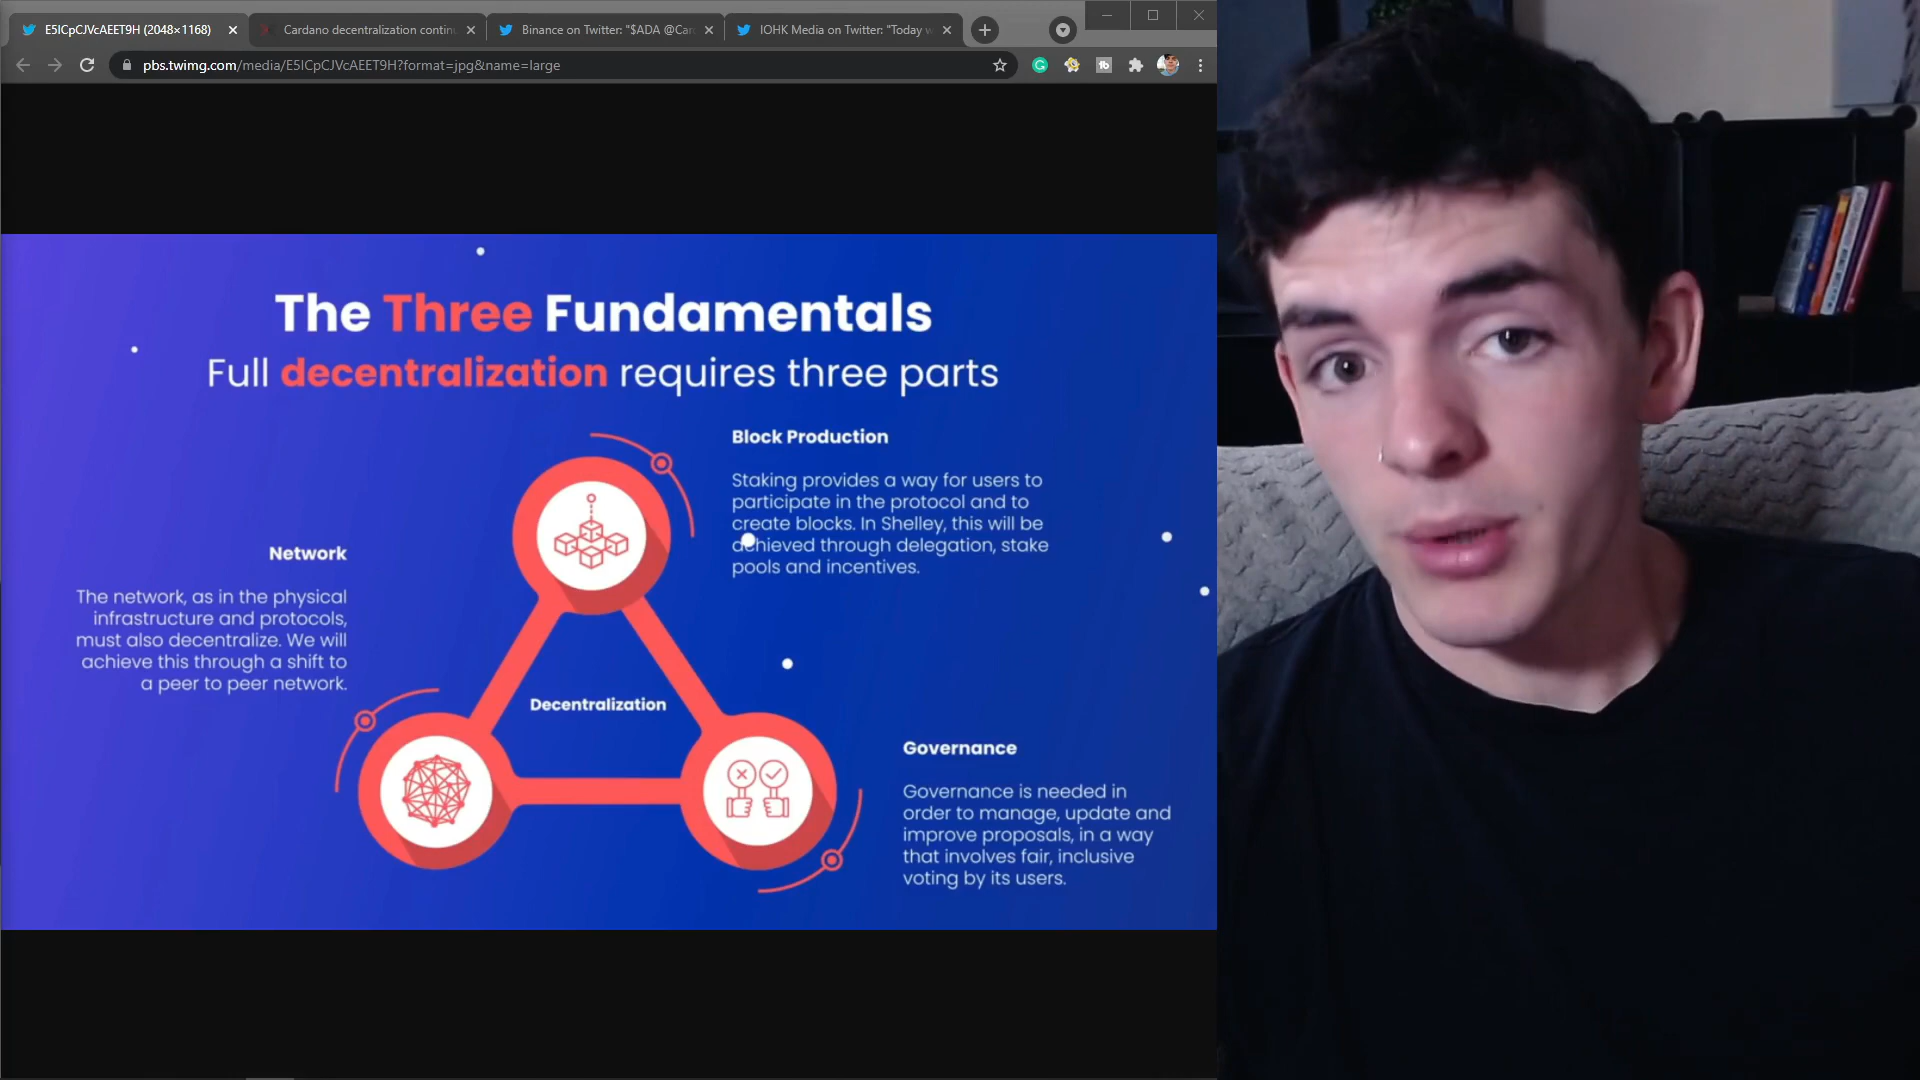 E5ICpCJVcAEET9H (2048×1168)
Cardano decentralization contin
Binance on Twitter: "$ADA @Car
IOHK Media on Twitter: "Today w
pbs.twimg.com/media/E5ICpCJVcAEET9H?format=jpg&name=large
The Three Fundamentals
Full decentralization requires three parts
Block Production
Staking provides a way for users to
participate in the protocol and to
create blocks. In Shelley, this will be
achieved through delegation, stake
pools and incentives.
Network
The network, as in the physical
infrastructure and protocols,
must also decentralize. We will
achieve this through a shift to
a peer to peer network.
Decentralization
Governance
Governance is needed in
order to manage, update and
improve proposals, in a way
that involves fair, inclusive
voting by its users.